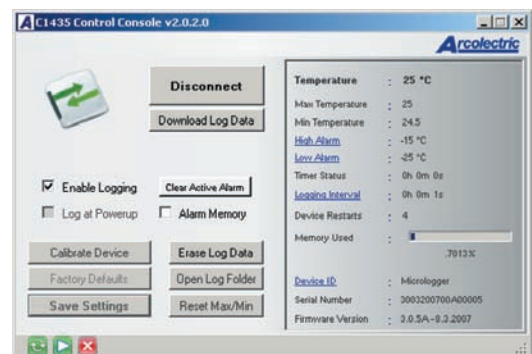 C1435 Control Console v2.0.2.0
Arcolectric
Disconnect
Download Log Data
Enable Logging
Clear Active Alarm
Log at Powerup
Alarm Memory
Calibrate Device
Erase Log Data
Factory Defaults
Open Log Folder
Save Settings
Reset Max/Min
Temperature : 25 °C
Max Temperature : 25
Min Temperature : 24.5
High Alarm : -15 °C
Low Alarm : -25 °C
Timer Status : 0h 0m 0s
Logging Interval : 0h 0m 1s
Device Restarts : 4
Memory Used :
.7013%
Device ID : Micrologger
Serial Number : 3003200700A00005
Firmware Version : 3.0.5A-9.3.2007